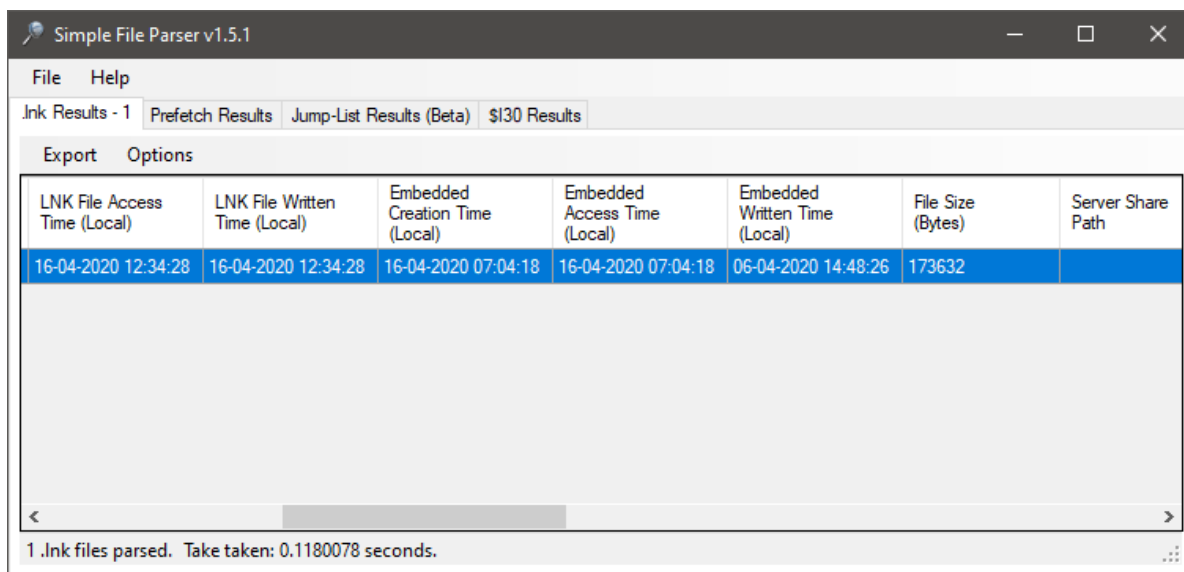 Simple File Parser v1.5.1
File Help
.lnk Results - 1 Prefetch Results Jump-List Results (Beta) $I30 Results
Export Options
LNK File Access Time (Local)
LNK File Written Time (Local)
Embedded Creation Time (Local)
Embedded Access Time (Local)
Embedded Written Time (Local)
File Size (Bytes)
Server Share Path
16-04-2020 12:34:28 16-04-2020 12:34:28 16-04-2020 07:04:18 16-04-2020 07:04:18 06-04-2020 14:48:26 173632
1 .lnk files parsed. Take taken: 0.1180078 seconds.